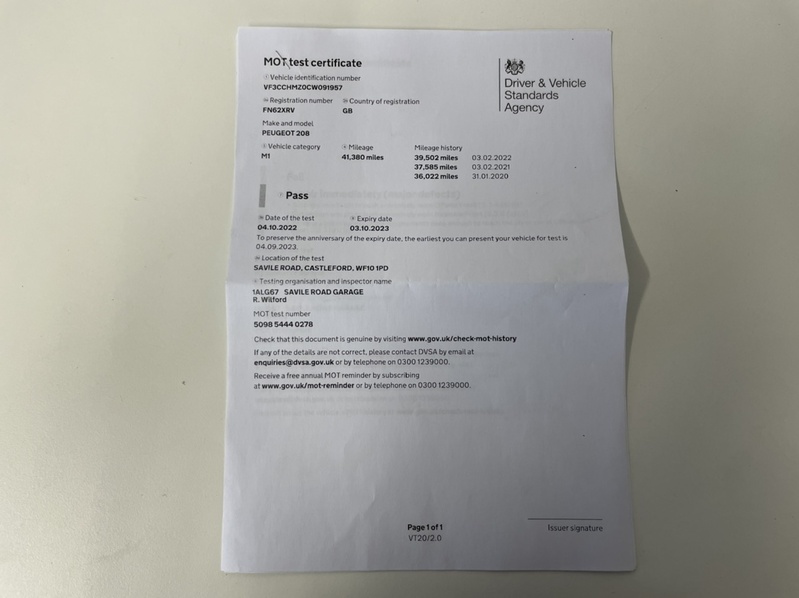 MOT test certificate
Driver & Vehicle
Standards
Agency
Vehicle identification number
VF3CCHMZ0CW091957
Registration number
Country of registration
FN62XRV
GB
Make and model
PEUGEOT 208
Vehicle category
Mileage
Mileage history
M1
41,380 miles
39,502 miles 03.02.2022
37,585 miles 03.02.2021
36,022 miles 31.01.2020
Pass
Date of the test
Expiry date
04.10.2022
03.10.2023
To preserve the anniversary of the expiry date, the earliest you can present your vehicle for test is
04.09.2023.
Location of the test
SAVILE ROAD, CASTLEFORD, WF10 1PD
Testing organisation and inspector name
1ALG67 SAVILE ROAD GARAGE
R. Wilford
MOT test number
5098 5444 0278
Check that this document is genuine by visiting www.gov.uk/check-mot-history
If any of the details are not correct, please contact DVSA by email at
enquiries@dvsa.gov.uk or by telephone on 0300 1239000.
Receive a free annual MOT reminder by subscribing
at www.gov.uk/mot-reminder or by telephone on 0300 1239000.
Page 1 of 1
VT20/2.0
Issuer signature